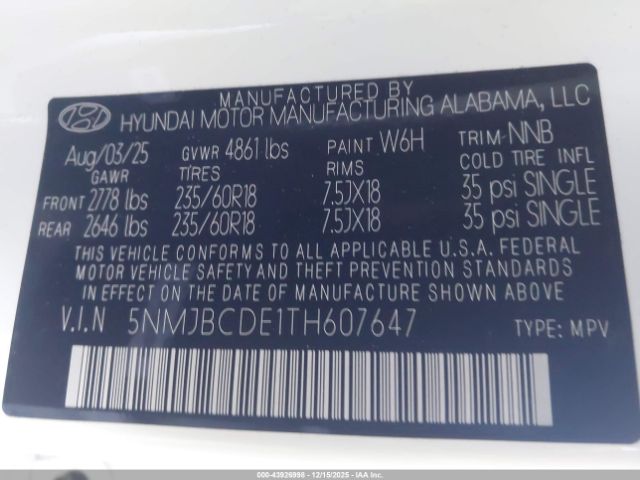 MANUFACTURED BY
HYUNDAI MOTOR MANUFACTURING ALABAMA, LLC
Aug/03/25 GVWR 4861 lbs PAINT W6H TRIM NNB
GAWR TIRES RIMS COLD TIRE INFL
FRONT 2778 lbs 235/60R18 7.5JX18 35 psi SINGLE
REAR 2646 lbs 235/60R18 7.5JX18 35 psi SINGLE
THIS VEHICLE CONFORMS TO ALL APPLICABLE U.S.A. FEDERAL
MOTOR VEHICLE SAFETY AND THEFT PREVENTION STANDARDS
IN EFFECT ON THE DATE OF MANUFACTURE SHOWN ABOVE
V.I.N 5NMJBCDE1TH607647 TYPE: MPV
000-43926998 - 12/15/2025 - IAAI.com